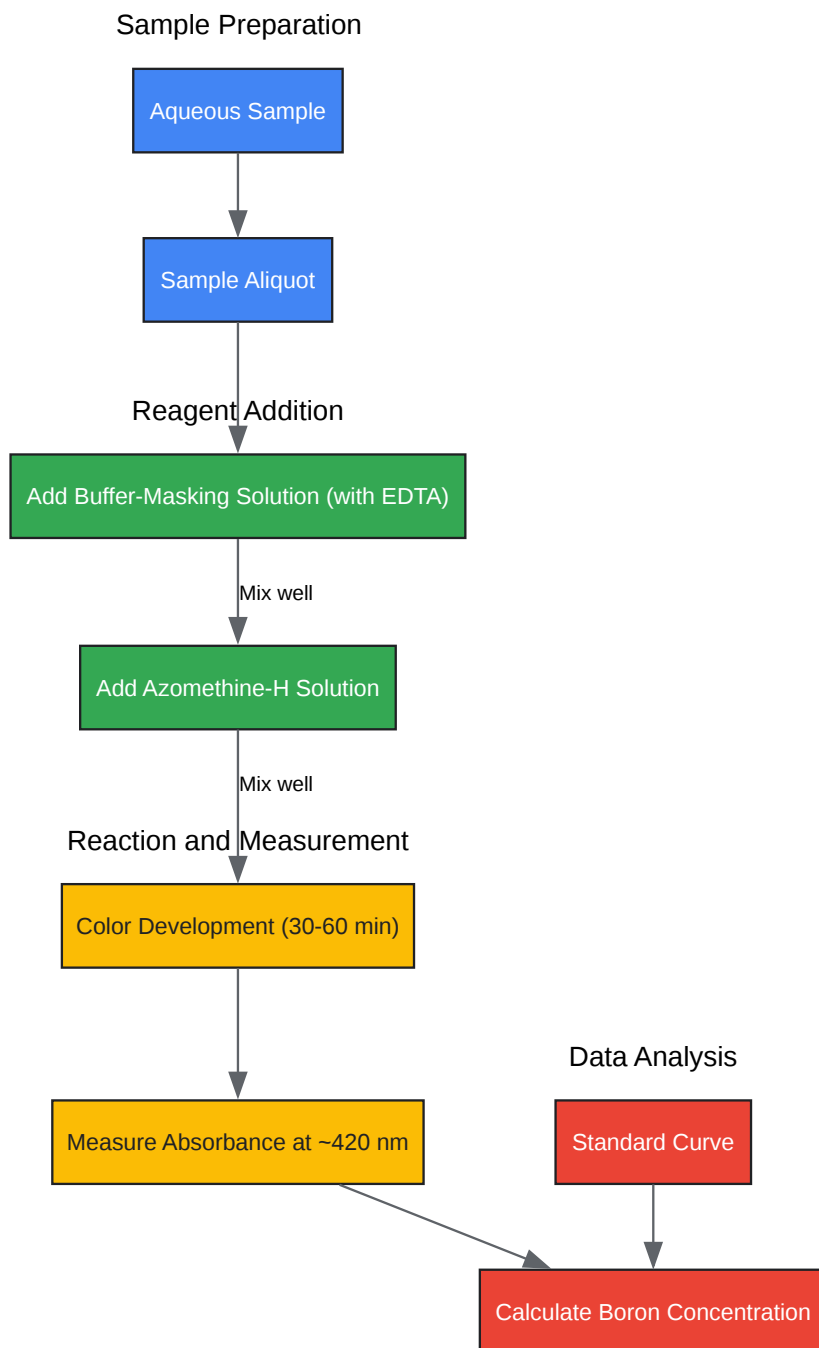 Sample Preparation
Aqueous Sample
Sample Aliquot
Reagent Addition
Add Buffer-Masking Solution (with EDTA)
Mix well
Add Azomethine-H Solution
Mix well
Reaction and Measurement
Color Development (30-60 min)
Measure Absorbance at ~420 nm
Data Analysis
Standard Curve
Calculate Boron Concentration